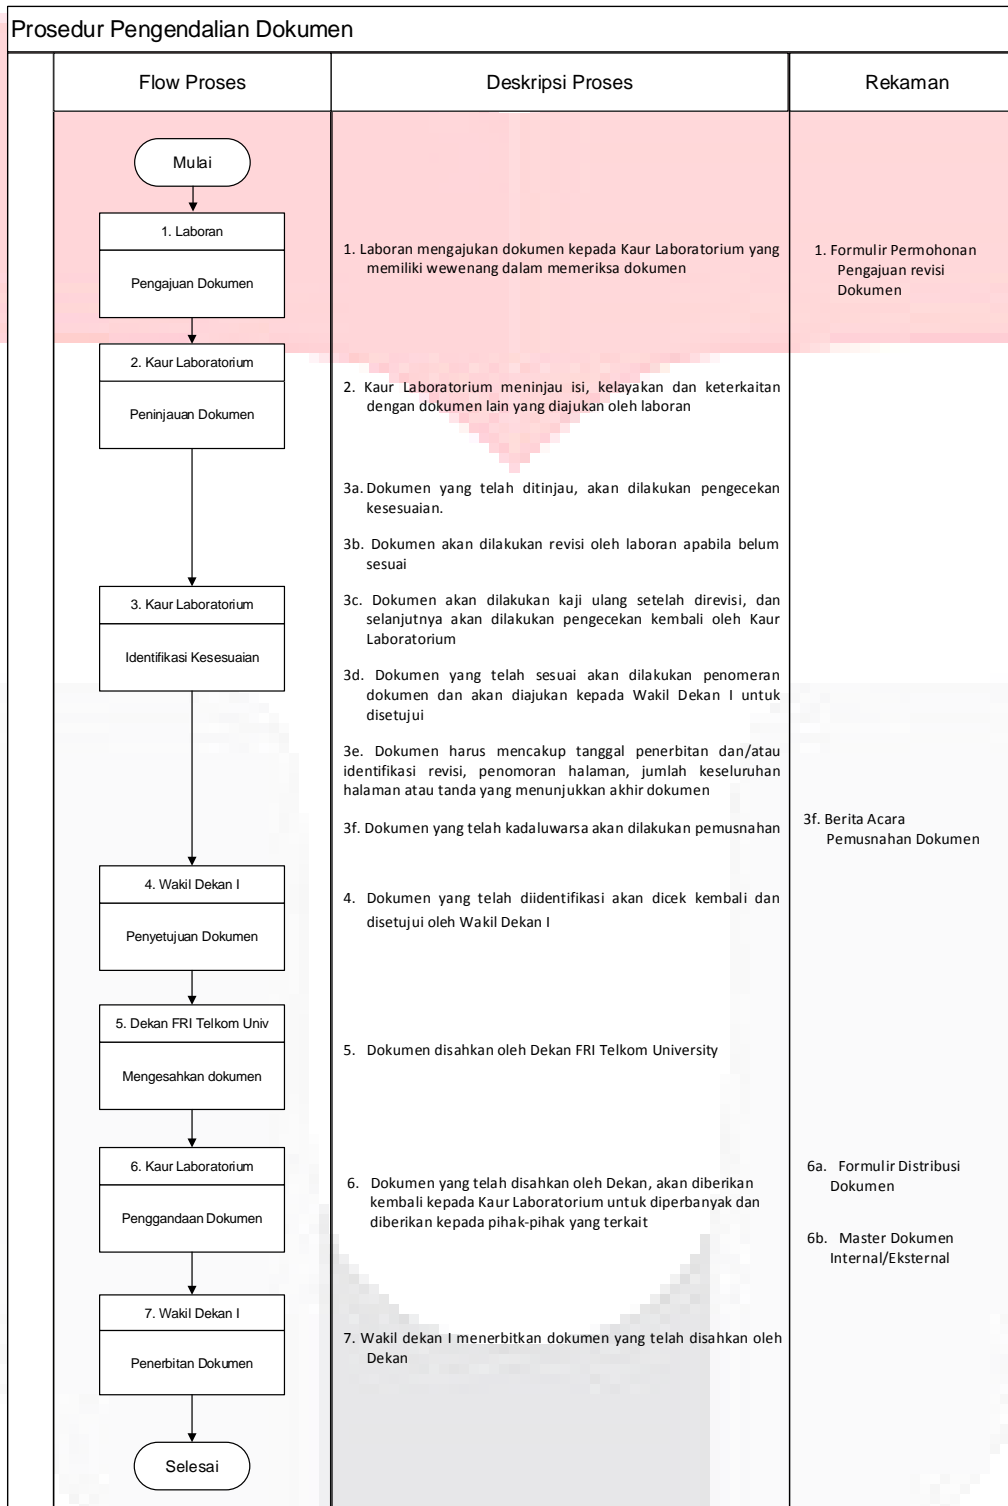 Prosedur Pengendalian Dokumen
Flow Proses
Deskripsi Proses
Rekaman
Mulai
1. Laboran
Pengajuan Dokumen
1. Laboran mengajukan dokumen kepada Kaur Laboratorium yang
memiliki wewenang dalam memeriksa dokumen
1. Formulir Permohonan
Pengajuan revisi
Dokumen
2. Kaur Laboratorium
Peninjauan Dokumen
2. Kaur Laboratorium meninjau isi, kelayakan dan keterkaitan
dengan dokumen lain yang diajukan oleh laboran
3. Kaur Laboratorium
Identifikasi Kesesuaian
3a. Dokumen yang telah ditinjau, akan dilakukan pengecekan
kesesuaian.
3b. Dokumen akan dilakukan revisi oleh laboran apabila belum
sesuai
3c. Dokumen akan dilakukan kaji ulang setelah direvisi, dan
selanjutnya akan dilakukan pengecekan kembali oleh Kaur
Laboratorium
3d. Dokumen yang telah sesuai akan dilakukan penomeran
dokumen dan akan diajukan kepada Wakil Dekan I untuk
disetujui
3e. Dokumen harus mencakup tanggal penerbitan dan/atau
identifikasi revisi, penomoran halaman, jumlah keseluruhan
halaman atau tanda yang menunjukkan akhir dokumen
3f. Dokumen yang telah kadaluwarsa akan dilakukan pemusnahan
3f. Berita Acara
Pemusnahan Dokumen
4. Wakil Dekan I
Penyetujuan Dokumen
4. Dokumen yang telah diidentifikasi akan dicek kembali dan
disetujui oleh Wakil Dekan I
5. Dekan FRI Telkom Univ
Mengesahkan dokumen
5. Dokumen disahkan oleh Dekan FRI Telkom University
6. Kaur Laboratorium
Penggandaan Dokumen
6. Dokumen yang telah disahkan oleh Dekan, akan diberikan
kembali kepada Kaur Laboratorium untuk diperbanyak dan
diberikan kepada pihak-pihak yang terkait
6a. Formulir Distribusi
Dokumen
6b. Master Dokumen
Internal/Eksternal
7. Wakil Dekan I
Penerbitan Dokumen
7. Wakil dekan I menerbitkan dokumen yang telah disahkan oleh
Dekan
Selesai